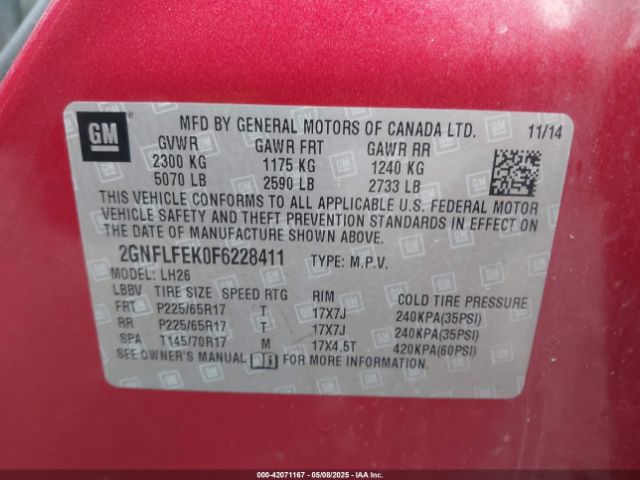 GM
MFD BY GENERAL MOTORS OF CANADA LTD. 11/14
GVWR GAWR FRT GAWR RR
2300 KG 1175 KG 1240 KG
5070 LB 2590 LB 2733 LB
THIS VEHICLE CONFORMS TO ALL APPLICABLE U.S. FEDERAL MOTOR
VEHICLE SAFETY AND THEFT PREVENTION STANDARDS IN EFFECT ON
THE DATE OF MANUFACTURE SHOWN ABOVE.
2GNFLFEK0F6228411 TYPE: M.P.V.
MODEL: LH26
LBBV TIRE SIZE SPEED RTG RIM COLD TIRE PRESSURE
FRT P225/65R17 T 17X7J 240KPA(35PSI)
RR P225/65R17 T 17X7J 240KPA(35PSI)
SPA T145/70R17 M 17X4.5T 420KPA(60PSI)
SEE OWNER'S MANUAL FOR MORE INFORMATION.
000-42071167 - 05/08/2025 - IAAI.COM